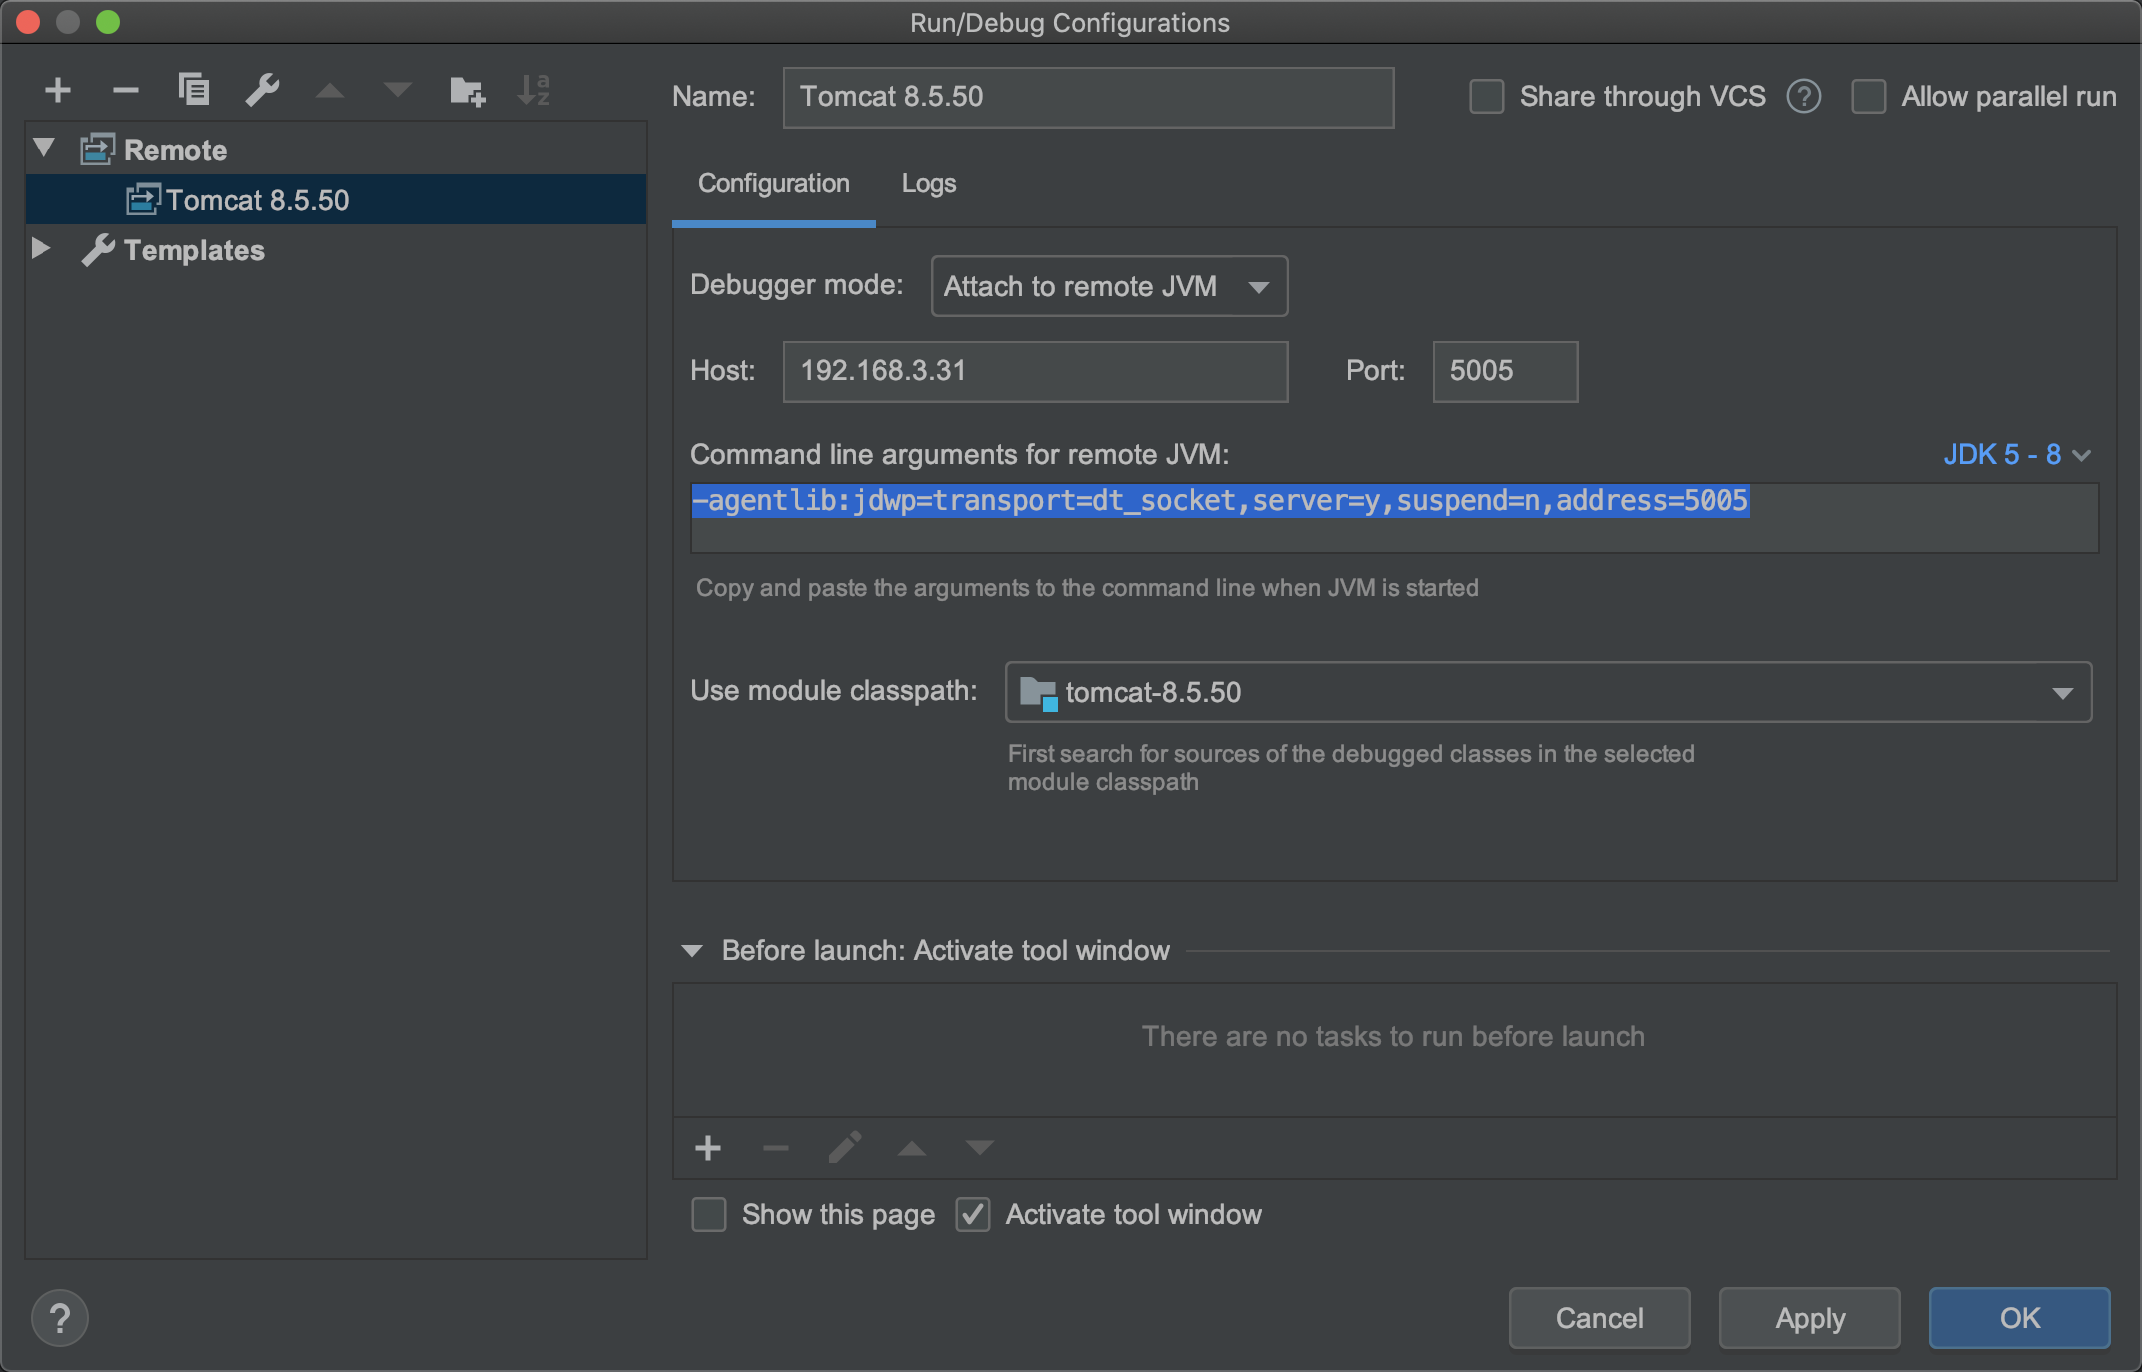 Run/Debug Configurations
Name: Tomcat 8.5.50
Share through VCS ? Allow parallel run
Remote
Tomcat 8.5.50
Templates
Configuration Logs
Debugger mode: Attach to remote JVM
Host: 192.168.3.31 Port: 5005
Command line arguments for remote JVM: JDK 5 - 8
-agentlib:jdwp=transport=dt_socket,server=y,suspend=n,address=5005
Copy and paste the arguments to the command line when JVM is started
Use module classpath: tomcat-8.5.50
First search for sources of the debugged classes in the selected
module classpath
Before launch: Activate tool window
There are no tasks to run before launch
Show this page Activate tool window
? Cancel Apply OK